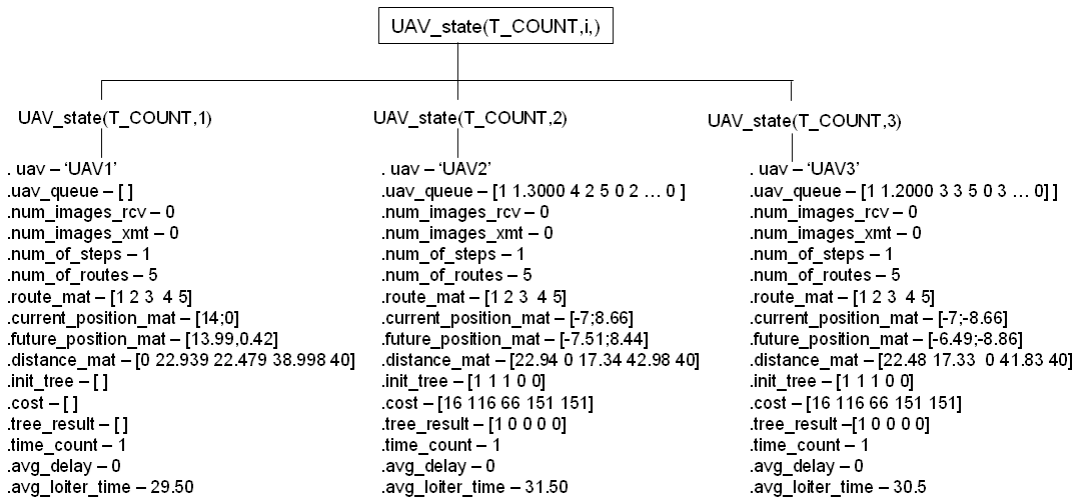 UAV_state(T_COUNT,i,)
UAV_state(T_COUNT,1)
. uav – ‘UAV1’
.uav_queue – [ ]
.num_images_rcv – 0
.num_images_xmt – 0
.num_of_steps – 1
.num_of_routes – 5
.route_mat – [1 2 3  4 5]
.current_position_mat – [14;0]
.future_position_mat – [13.99,0.42]
.distance_mat – [0 22.939 22.479 38.998 40]
.init_tree – [ ]
.cost – [ ]
.tree_result – [ ]
.time_count – 1
.avg_delay – 0
.avg_loiter_time – 29.50
UAV_state(T_COUNT,2)
. uav – ‘UAV2’
.uav_queue – [1 1.3000 4 2 5 0 2 … 0 ]
.num_images_rcv – 0
.num_images_xmt – 0
.num_of_steps – 1
.num_of_routes – 5
.route_mat – [1 2 3  4 5]
.current_position_mat – [-7;8.66]
.future_position_mat – [-7.51;8.44]
.distance_mat – [22.94 0 17.34 42.98 40]
.init_tree – [1 1 1 0 0]
.cost – [16 116 66 151 151]
.tree_result – [1 0 0 0 0]
.time_count – 1
.avg_delay – 0
.avg_loiter_time – 31.50
UAV_state(T_COUNT,3)
. uav – ‘UAV3’
.uav_queue – [1 1.2000 3 3 5 0 3 … 0] ]
.num_images_rcv – 0
.num_images_xmt – 0
.num_of_steps – 1
.num_of_routes – 5
.route_mat – [1 2 3  4 5]
.current_position_mat – [-7;-8.66]
.future_position_mat – [-6.49;-8.86]
.distance_mat – [22.48 17.33  0 41.83 40]
.init_tree – [1 1 1 0 0]
.cost – [16 116 66 151 151]
.tree_result –[1 0 0 0 0]
.time_count – 1
.avg_delay – 0
.avg_loiter_time – 30.5